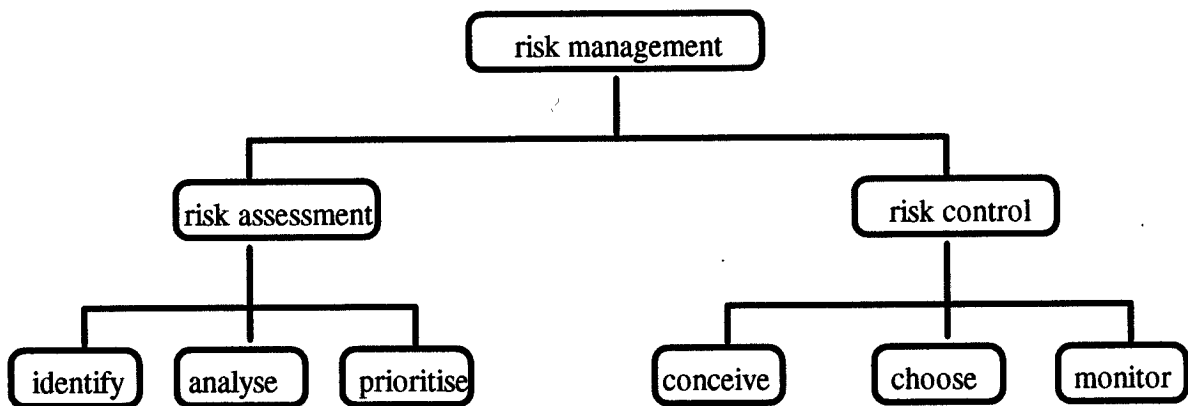 risk management
risk assessment
risk control
identify
analyse
prioritise
conceive
choose
monitor